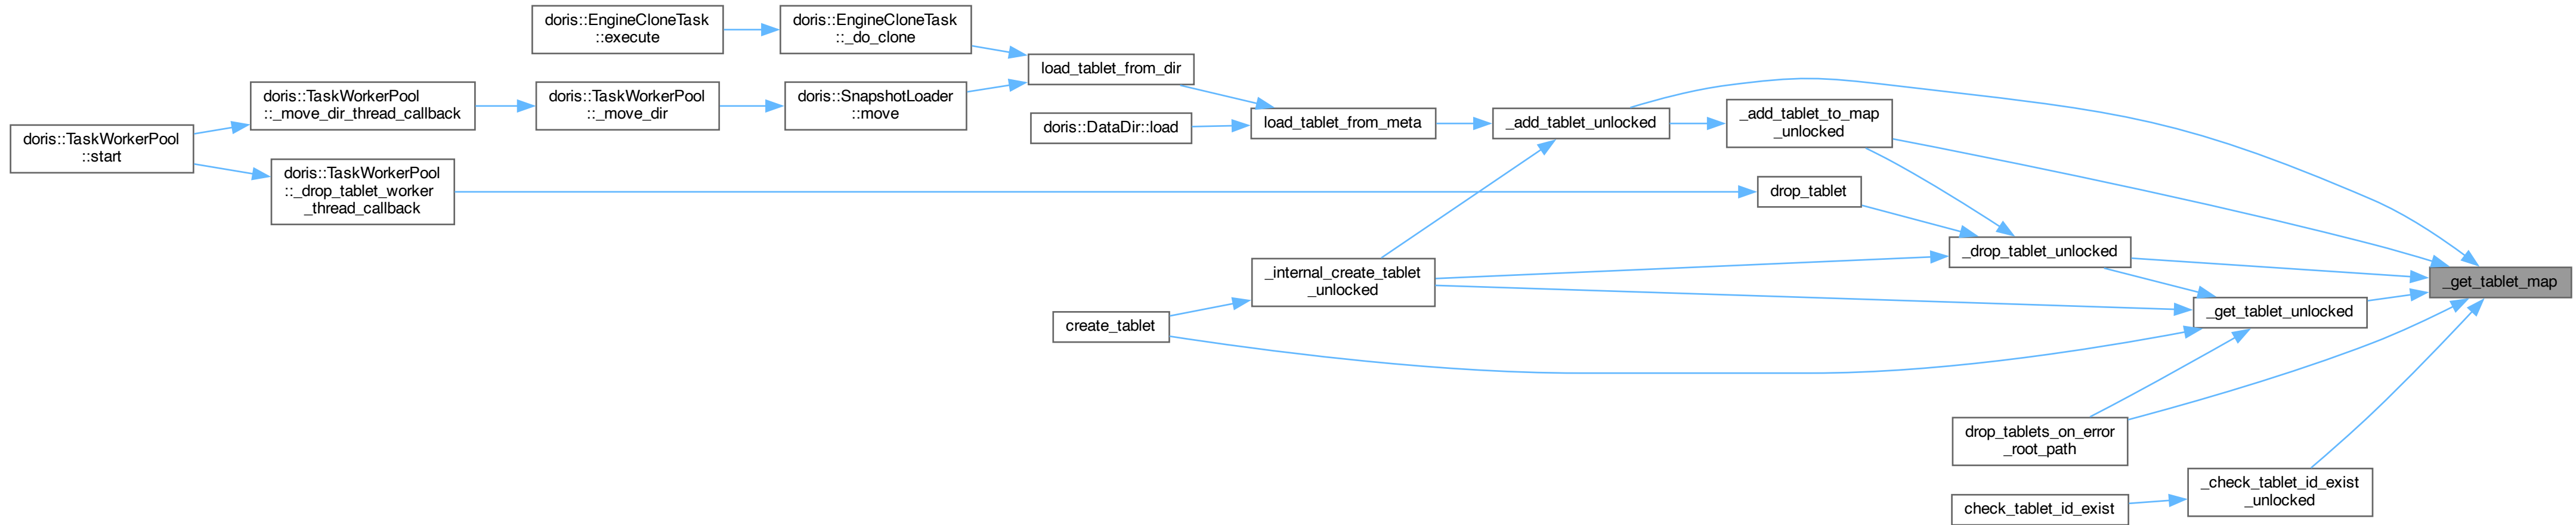 doris::EngineCloneTask
::execute
doris::EngineCloneTask
::_do_clone
load_tablet_from_dir
doris::TaskWorkerPool
::start
doris::TaskWorkerPool
::_move_dir_thread_callback
doris::TaskWorkerPool
::_move_dir
doris::SnapshotLoader
::move
doris::DataDir::load
load_tablet_from_meta
_add_tablet_unlocked
_add_tablet_to_map
_unlocked
doris::TaskWorkerPool
::_drop_tablet_worker
_thread_callback
drop_tablet
_drop_tablet_unlocked
_internal_create_tablet
_unlocked
_get_tablet_map
create_tablet
_get_tablet_unlocked
drop_tablets_on_error
_root_path
_check_tablet_id_exist
_unlocked
check_tablet_id_exist